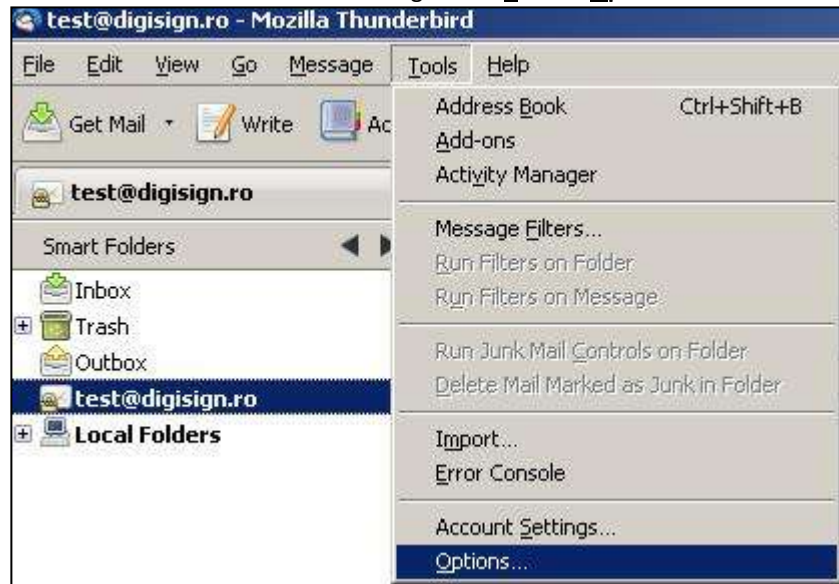 test@digisign.ro - Mozilla Thunderbird
File Edit View Go Message Tools Help
Get Mail Write Ad
test@digisign.ro
Smart Folders
Inbox
Trash
Outbox
test@digisign.ro
Local Folders
Address Book Ctrl+Shift+B
Add-ons
Activity Manager
Message Filters...
Run Filters on Folder
Run Filters on Message
Run Junk Mail Controls on Folder
Delete Mail Marked as Junk in Folder
Import...
Error Console
Account Settings...
Options...